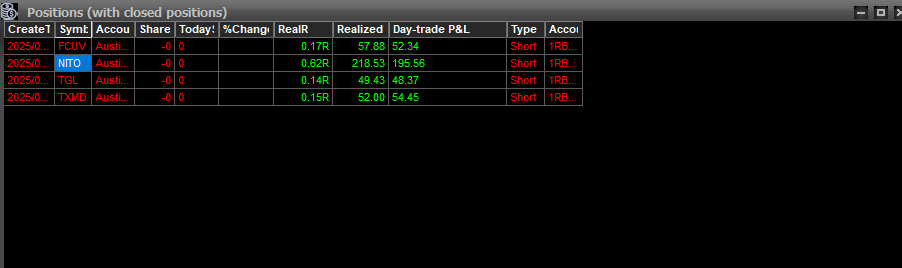 Positions (with closed positions)
CreateT Symb Accou Share TodayS %Change RealR Realized Day-trade P&L Type Accou
2025/0... FCUV Austi... -0 0 0.17R 57.88 52.34 Short 1RB...
2025/0... NITO Austi... -0 0 0.62R 218.53 195.56 Short 1RB...
2025/0... TGL Austi... -0 0 0.14R 49.43 48.37 Short 1RB...
2025/0... TXMD Austi... -0 0 0.15R 52.00 54.45 Short 1RB...